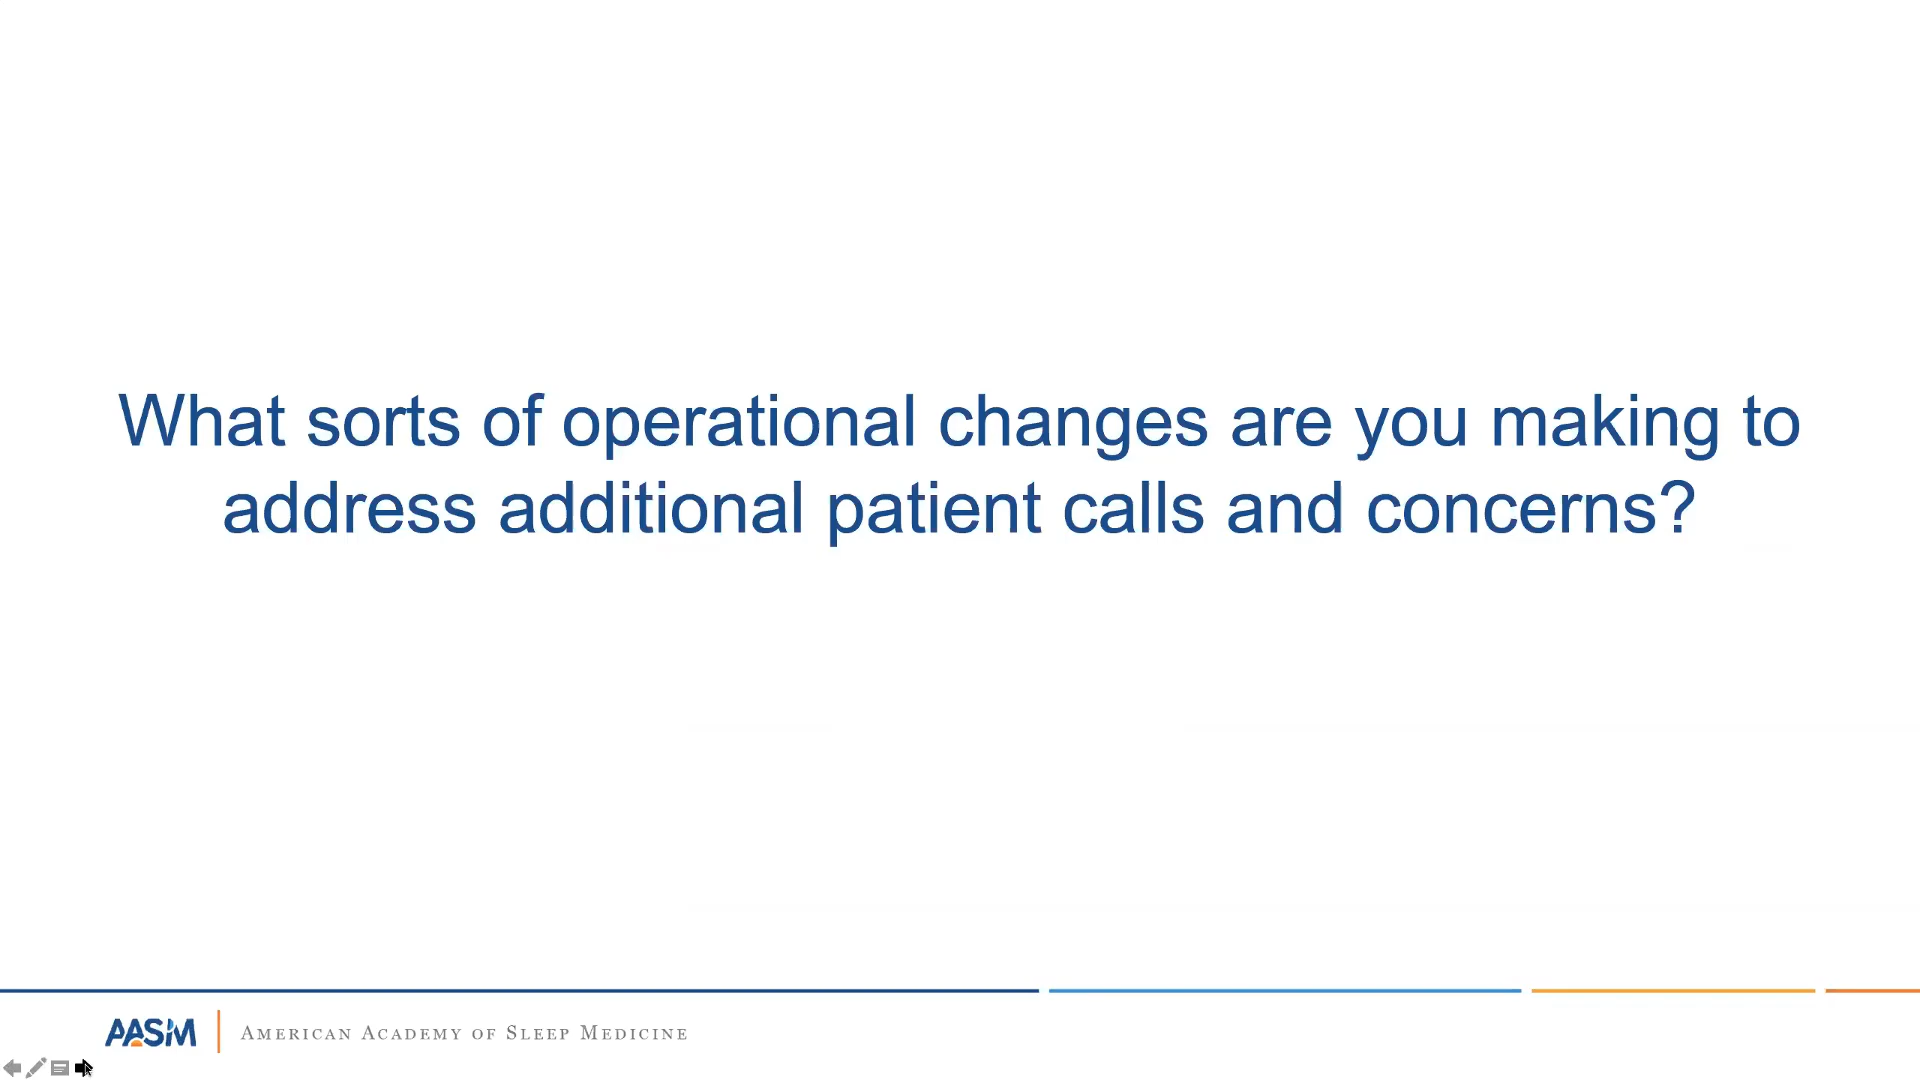 What sorts of operational changes are you making to
address additional patient calls and concerns?
AASM
American Academy of Sleep Medicine